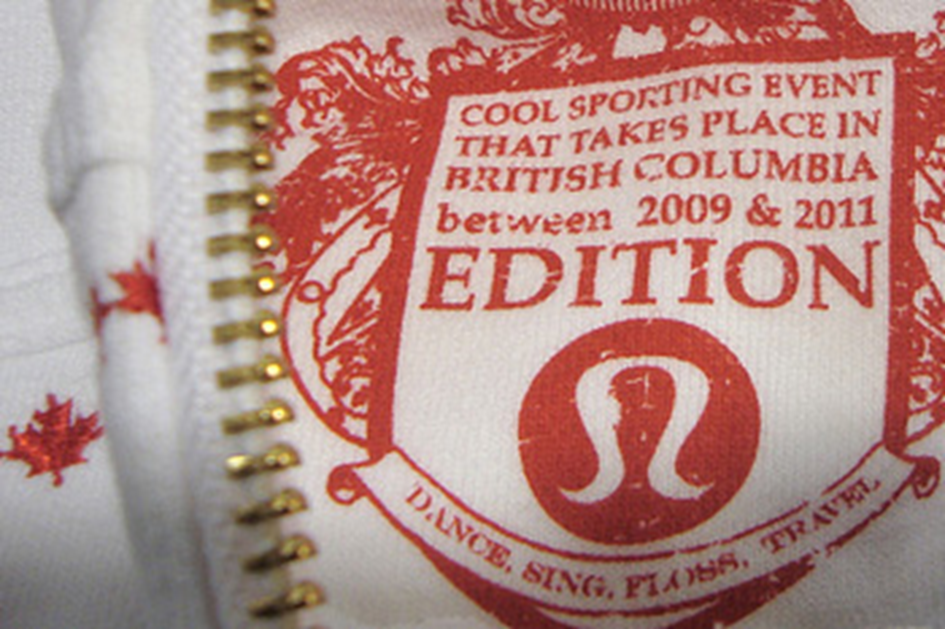 COOL SPORTING EVENT
THAT TAKES PLACE IN
BRITISH COLUMBIA
between 2009 & 2011
EDITION
DANCE, SING, FLOSS, TRAVEL